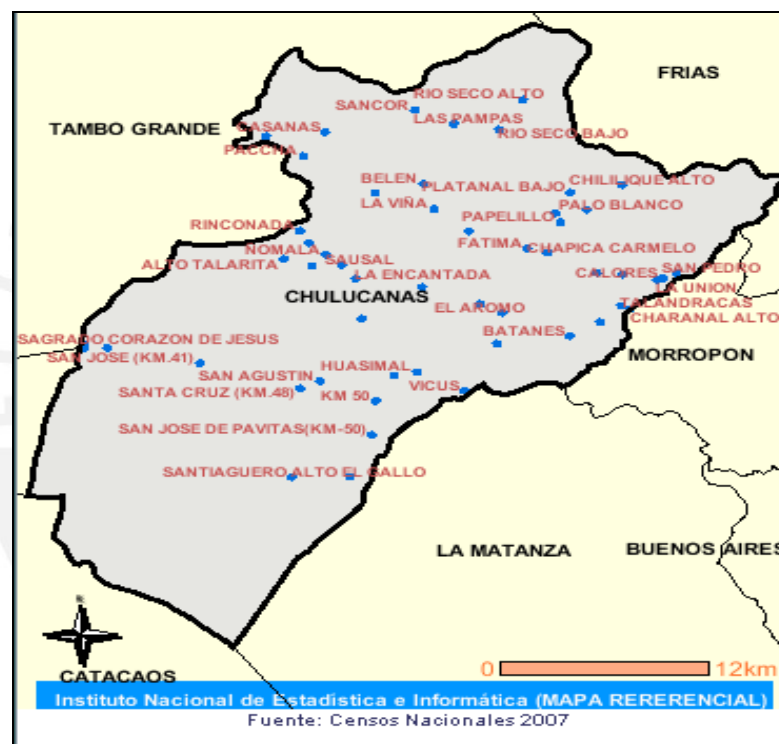 FRIAS
RIO SECO ALTO
SANCOR
LAS PAMPAS
TAMBO GRANDE
CASANAS
RIO SECO BAJO
PACCHA
BELEN
PLATANAL BAJO
CHILILIQUE ALTO
LA VIÑA
PAPELILLO
PALO BLANCO
RINCONADA
FATIMA
CHAPICA CARMELO
NOMALA
SAUSAL
ALTO TALARITA
LA ENCANTADA
CALORES
SAN PEDRO
LA UNION
CHULUCANAS
EL AROMO
TALANDRACAS
CHARANAL ALTO
BATANES
SAGRADO CORAZON DE JESUS
SAN JOSE (KM.41)
MORROPON
HUASIMAL
SAN AGUSTIN
VICUS
SANTA CRUZ (KM.48)
KM 50
SAN JOSE DE PAVITAS(KM-50)
SANTIAGUERO ALTO EL GALLO
LA MATANZA
BUENOS AIRES
N
CATACAOS
0 12km
Instituto Nacional de Estadística e Informática (MAPA RERERENCIAL)
Fuente: Censos Nacionales 2007